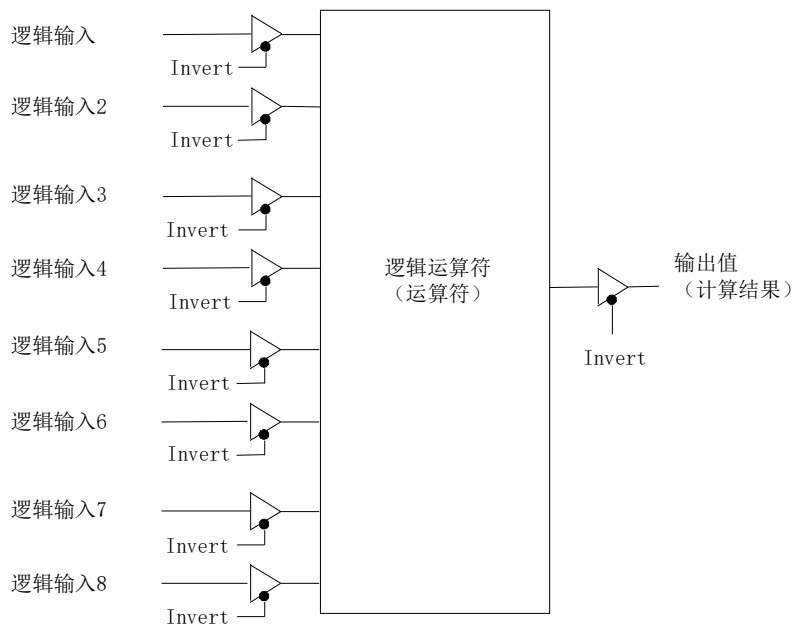 逻辑输入
Invert
逻辑输入2
Invert
逻辑输入3
Invert
逻辑输入4
Invert
逻辑输入5
Invert
逻辑输入6
Invert
逻辑输入7
Invert
逻辑输入8
Invert
逻辑运算符
（运算符）
输出值
（计算结果）
Invert